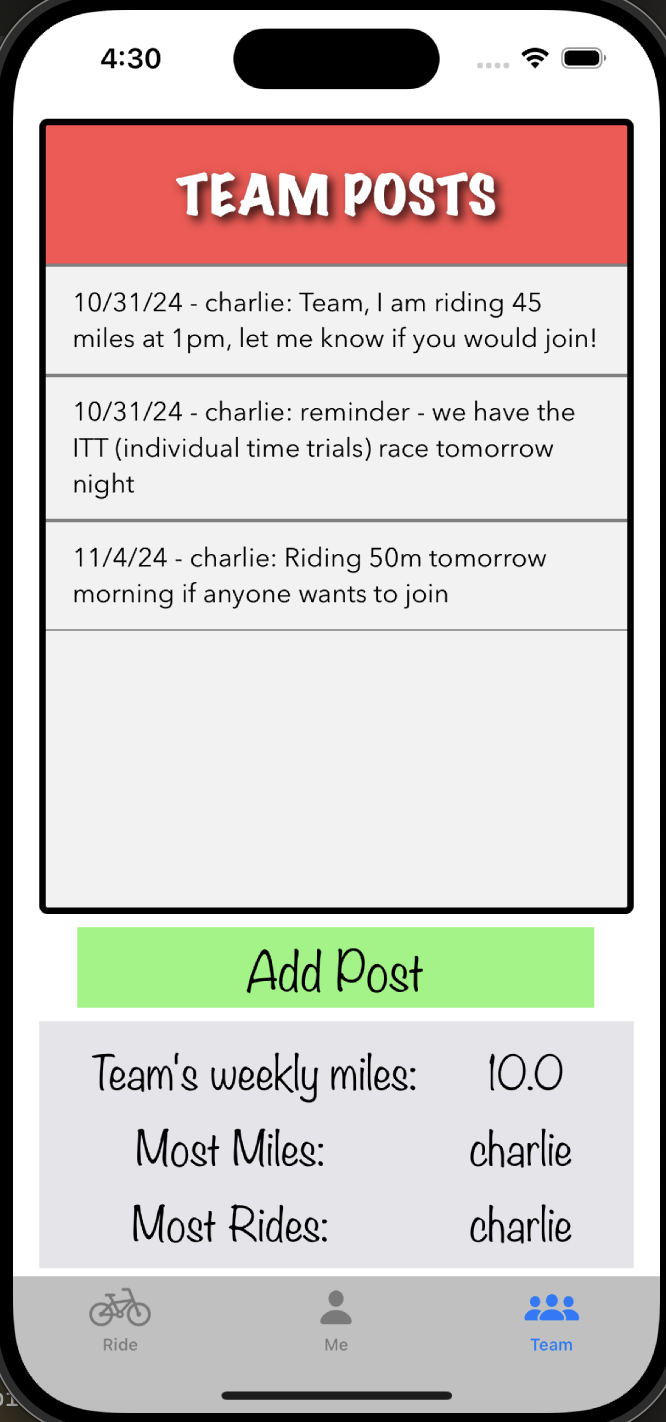 4:30
TEAM POSTS
10/31/24 - charlie: Team, I am riding 45
miles at 1pm, let me know if you would join!
10/31/24 - charlie: reminder - we have the
ITT (individual time trials) race tomorrow
night
11/4/24 - charlie: Riding 50m tomorrow
morning if anyone wants to join
Add Post
Team's weekly miles: 10.0
Most Miles: charlie
Most Rides: charlie
Ride Me Team